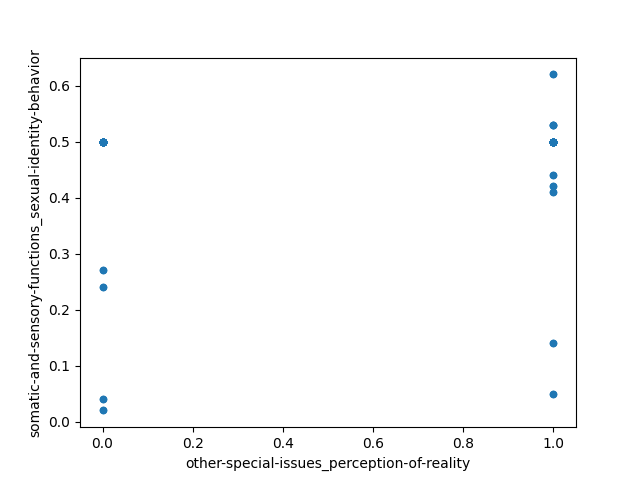 somatic-and-sensory-functions_sexual-identity-behavior
0.6
0.5
0.4
0.3
0.2
0.1
0.0
0.0 0.2 0.4 0.6 0.8 1.0
other-special-issues_perception-of-reality